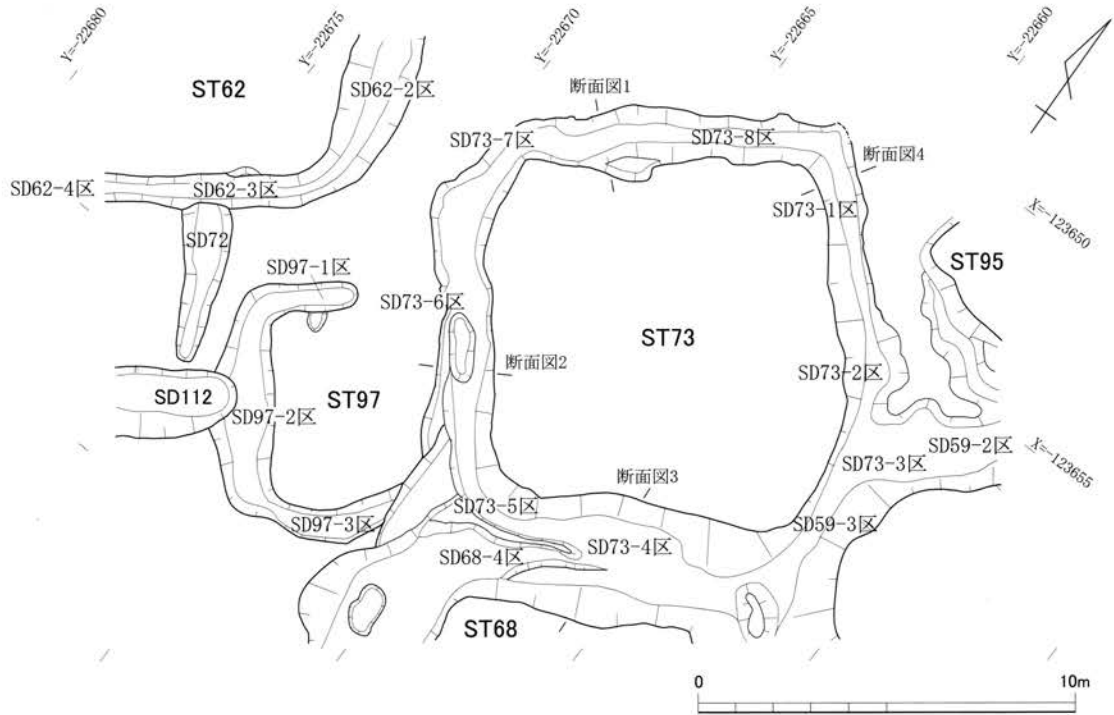 Y=-22680
Y=-22675
Y=-22670
Y=-22665
Y=-22660
ST62
SD62-2区
断面図1
SD73-7区
SD73-8区
断面図4
SD62-4区
SD62-3区
SD73-1区
X=-123650
SD72
ST95
SD97-1区
SD73-6区
ST73
断面図2
SD73-2区
SD112
ST97
SD97-2区
SD59-2区
SD73-3区
X=-123655
断面図3
SD73-5区
SD97-3区
SD59-3区
SD73-4区
SD68-4区
ST68
0 10m